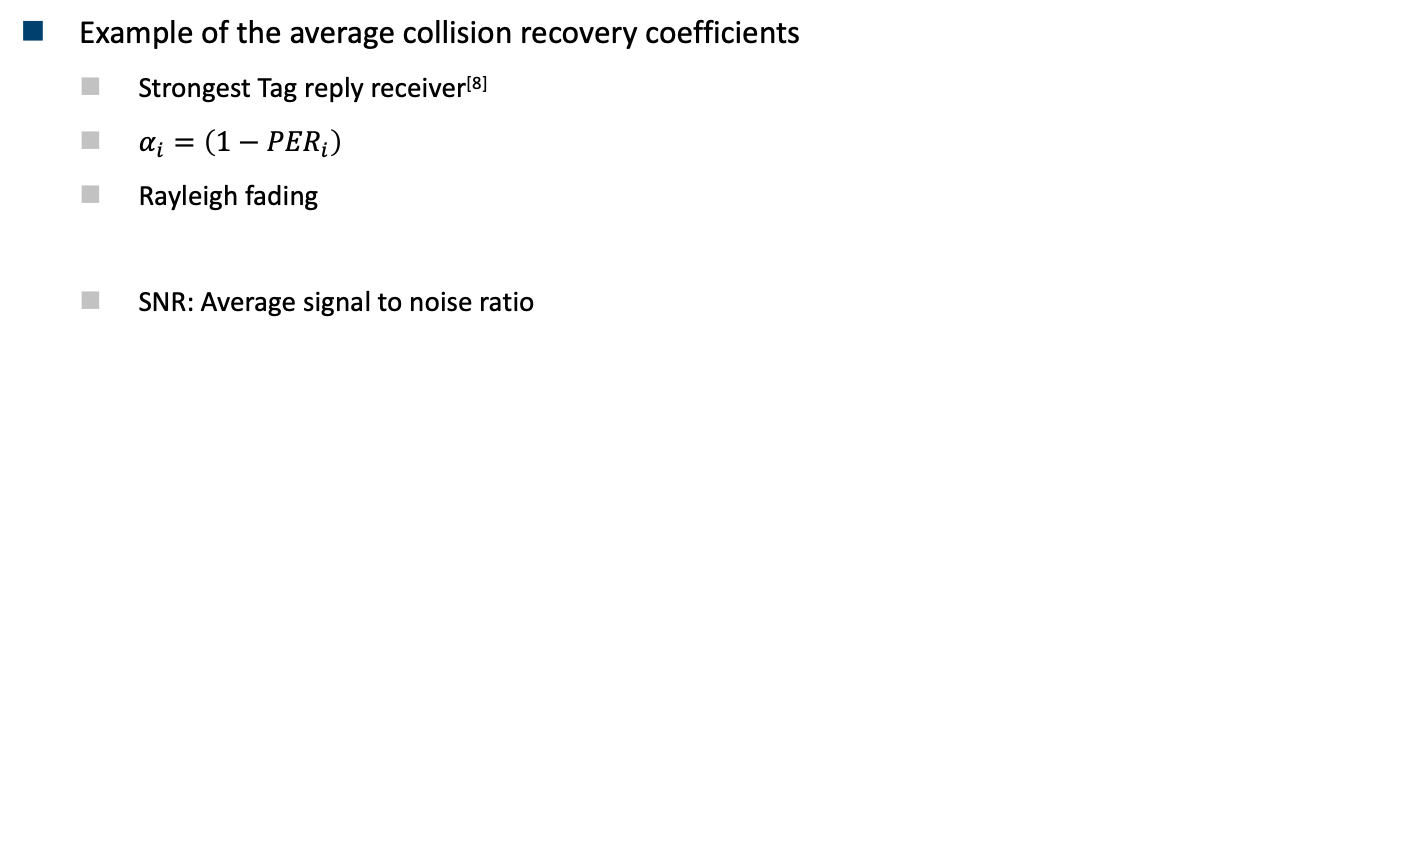 Example of the average collision recovery coefficients
Strongest Tag reply receiver[8]
αᵢ = (1 − PERᵢ)
Rayleigh fading
SNR: Average signal to noise ratio